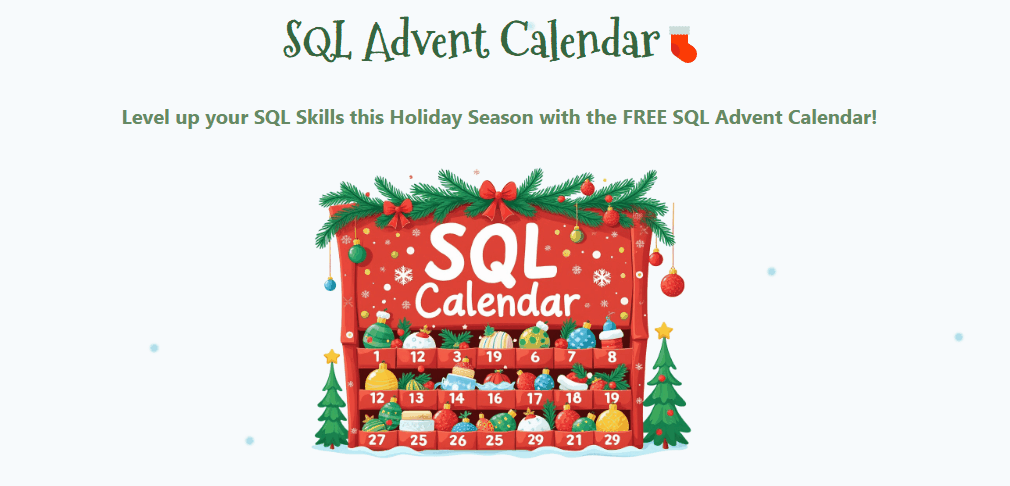 SQL Advent Calendar
Level up your SQL Skills this Holiday Season with the FREE SQL Advent Calendar!
SQL
Calendar
1 12 3 19 6 7 8
12 13 14 16 17 18 19
27 25 26 25 29 21 29